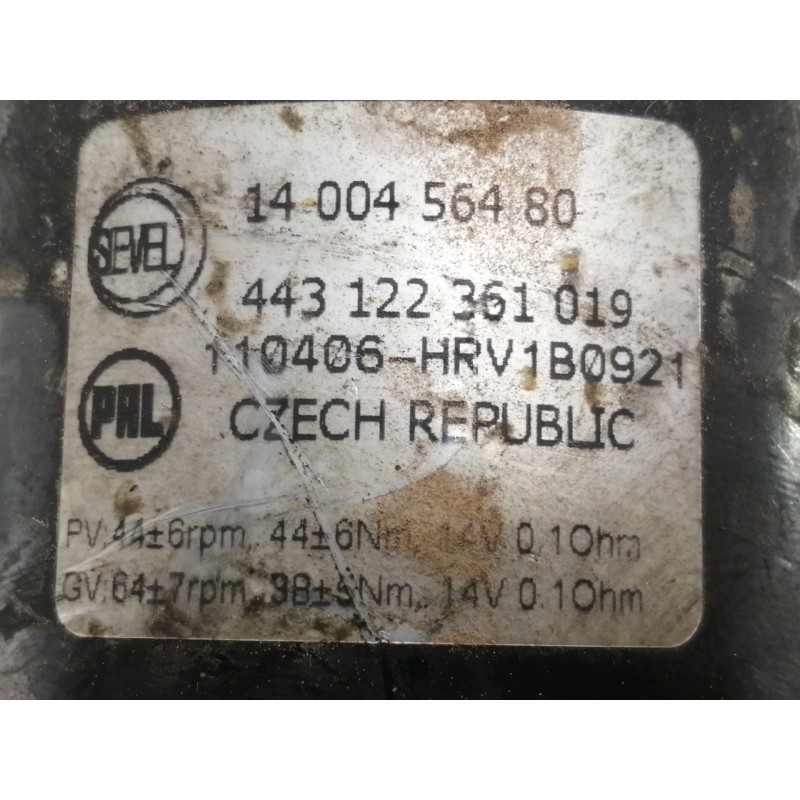 SEVEL
14 004 564 80
443 122 361 019
110406-HRV1B0921
PAL
CZECH REPUBLIC
PV:44±6rpm, 44±6Nm, 14V 0.1Ohm
GV:64±7rpm, 38±5Nm, 14V 0.1Ohm